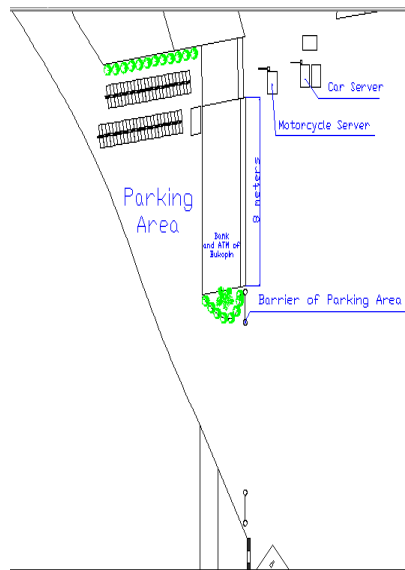 Car Server
Motorcycle Server
Parking
Area
8 meters
Bank
and ATM of
Bukopin
Barrier of Parking Area